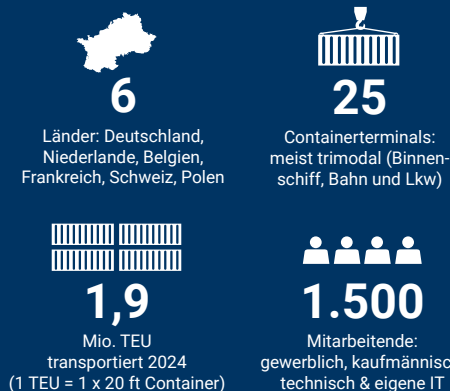 6
Länder: Deutschland,
Niederlande, Belgien,
Frankreich, Schweiz, Polen
25
Containerterminals:
meist trimodal (Binnen-
schiff, Bahn und Lkw)
1,9
Mio. TEU
transportiert 2024
(1 TEU = 1 x 20 ft Container)
1.500
Mitarbeitende:
gewerblich, kaufmännisc
technisch & eigene IT